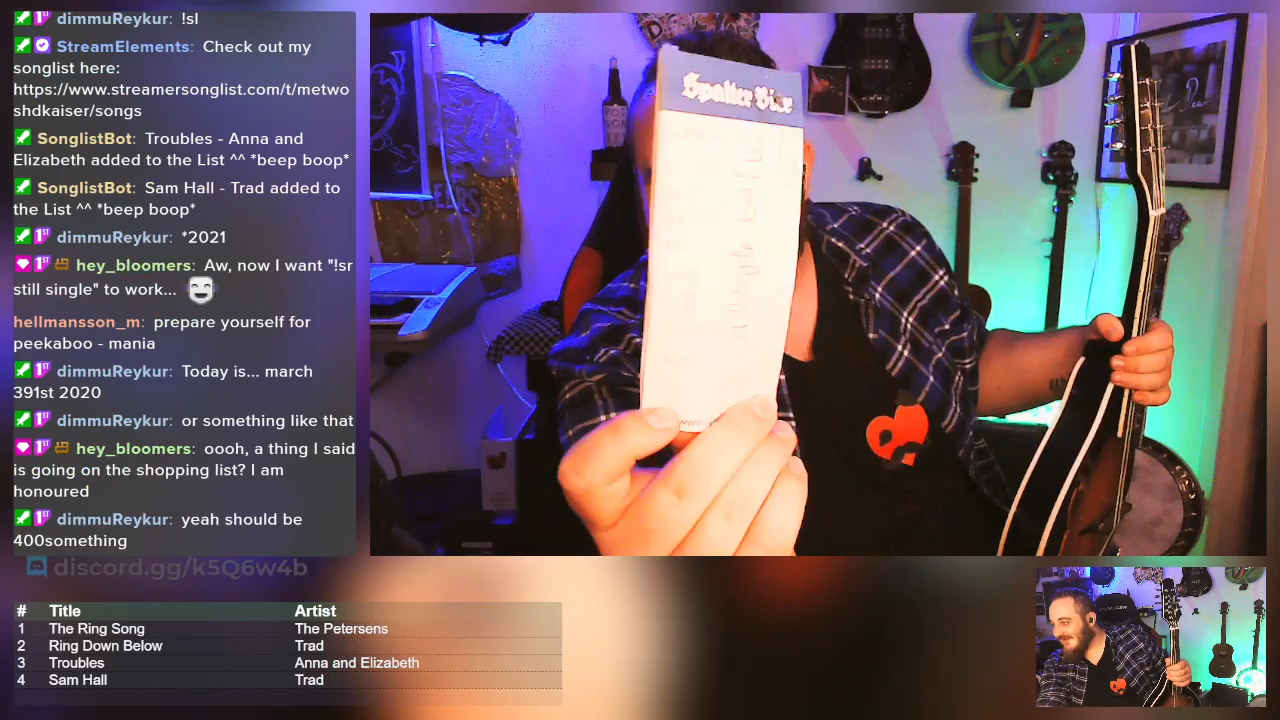 dimmuReykur: !sl
StreamElements: Check out my
songlist here:
https://www.streamersonglist.com/t/metwo
shdkaiser/songs
SonglistBot: Troubles - Anna and
Elizabeth added to the List ^^ *beep boop*
SonglistBot: Sam Hall - Trad added to
the List ^^ *beep boop*
dimmuReykur: *2021
hey_bloomers: Aw, now I want "!sr
still single" to work...
hellmansson_m: prepare yourself for
peekaboo - mania
dimmuReykur: Today is... march
391st 2020
dimmuReykur: or something like that
hey_bloomers: oooh, a thing I said
is going on the shopping list? I am
honoured
dimmuReykur: yeah should be
400something
discord.gg/k5Q6w4b
# Title Artist
1 The Ring Song The Petersens
2 Ring Down Below Trad
3 Troubles Anna and Elizabeth
4 Sam Hall Trad
Spalter Bier